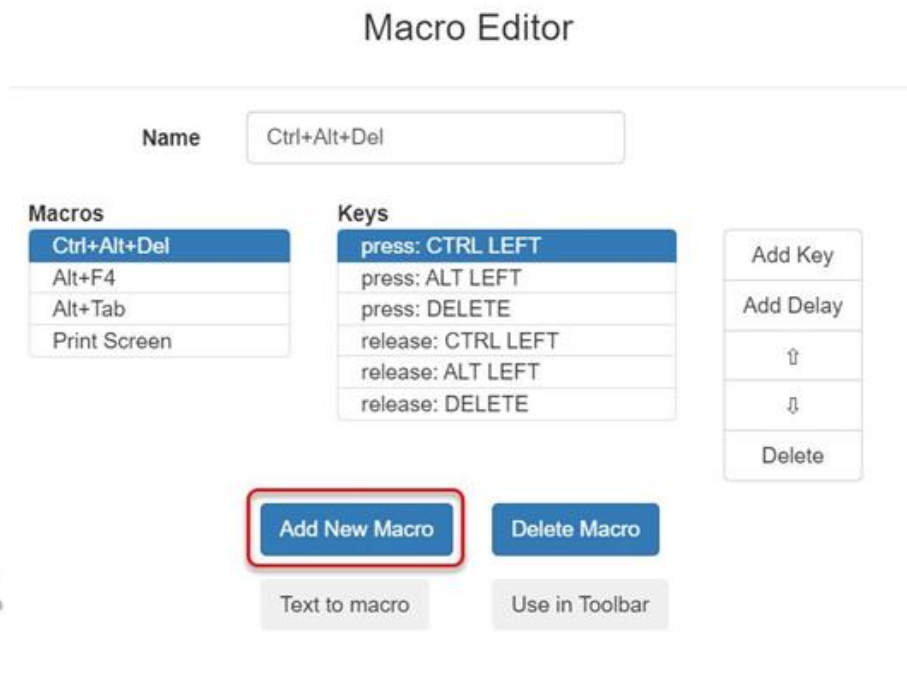 Macro Editor
Name
Ctrl+Alt+Del
Macros
Ctrl+Alt+Del
Alt+F4
Alt+Tab
Print Screen
Keys
press: CTRL LEFT
press: ALT LEFT
press: DELETE
release: CTRL LEFT
release: ALT LEFT
release: DELETE
Add Key
Add Delay
⇧
⇩
Delete
Add New Macro
Delete Macro
Text to macro
Use in Toolbar